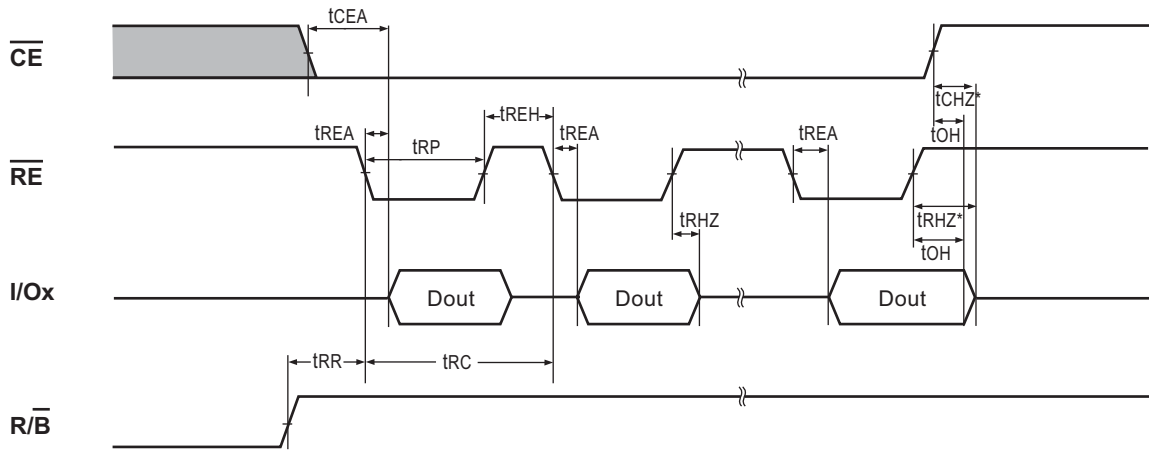 tCEA
CE
tCHZ*
tREH
tREA
tREA
tREA
tOH
tRP
RE
tRHZ
tRHZ*
tOH
I/Ox
Dout
Dout
Dout
tRR
tRC
R/B